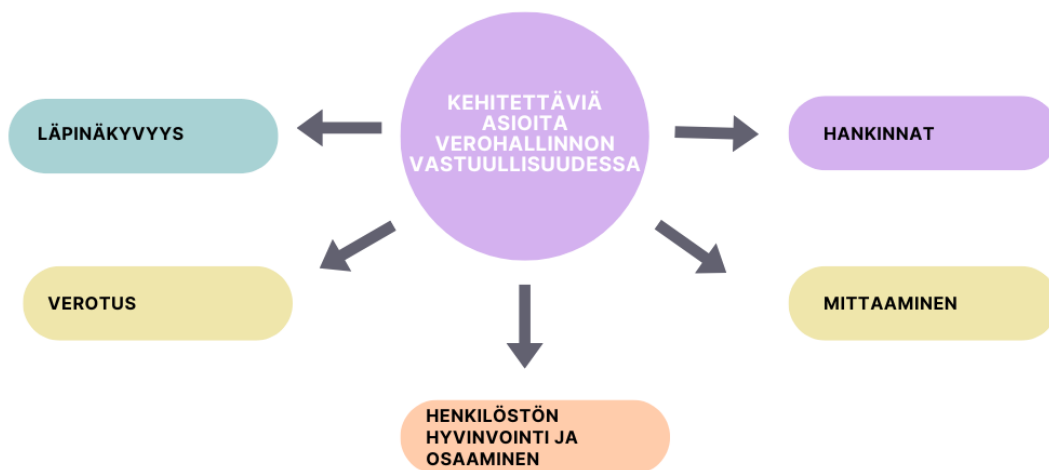 KEHITETTÄVIÄ
ASIOITA
VEROHALLINNON
VASTUULLISUUDESSA
LÄPINÄKYVYYS
HANKINNAT
VEROTUS
MITTAAMINEN
HENKILÖSTÖN
HYVINVOINTI JA
OSAAMINEN